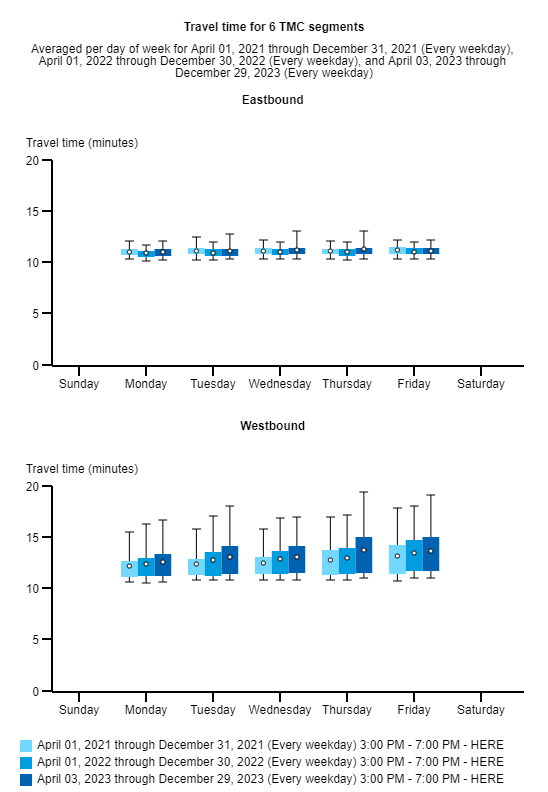 Travel time for 6 TMC segments
Averaged per day of week for April 01, 2021 through December 31, 2021 (Every weekday),
April 01, 2022 through December 30, 2022 (Every weekday), and April 03, 2023 through
December 29, 2023 (Every weekday)
Eastbound
Travel time (minutes)
20
15
10
5
0
Sunday Monday Tuesday Wednesday Thursday Friday Saturday
Westbound
Travel time (minutes)
20
15
10
5
0
Sunday Monday Tuesday Wednesday Thursday Friday Saturday
April 01, 2021 through December 31, 2021 (Every weekday) 3:00 PM - 7:00 PM - HERE
April 01, 2022 through December 30, 2022 (Every weekday) 3:00 PM - 7:00 PM - HERE
April 03, 2023 through December 29, 2023 (Every weekday) 3:00 PM - 7:00 PM - HERE